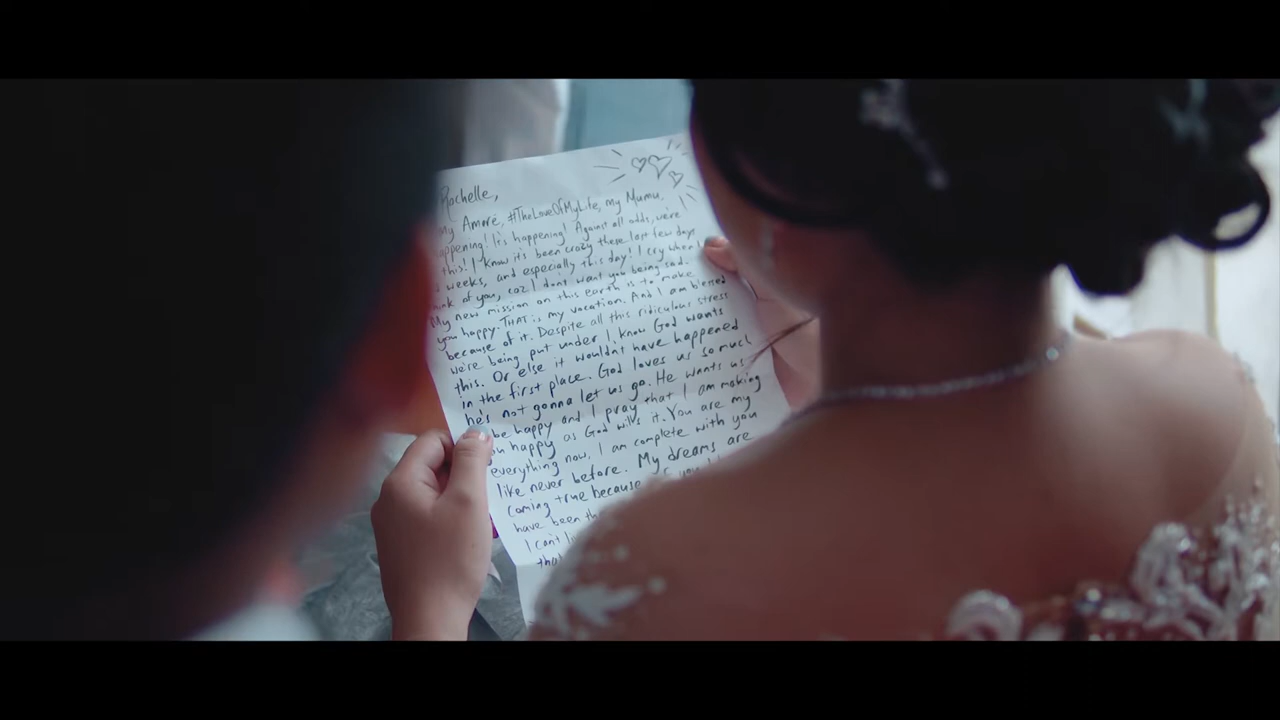 Rochelle,
My Amore, #TheLoveOfMyLife, my Mumu,
happening! It's happening! Against all odds, we're
this! I know it's been crazy these last few days
weeks, and especially this day! I cry when I
think of you, coz I don't want you being sad.
My new mission on this earth is to make
you happy. THAT is my vocation. And I am blessed
because of it. Despite all this ridiculous stress
we're being put under, I know God wants
this. Or else it wouldn't have happened
in the first place. God loves us so much
he's not gonna let us go. He wants us
be happy and I pray that I am making
you happy as God wills it. You are my
everything now, I am complete with you
like never before. My dreams are
coming true because
have been
I can't